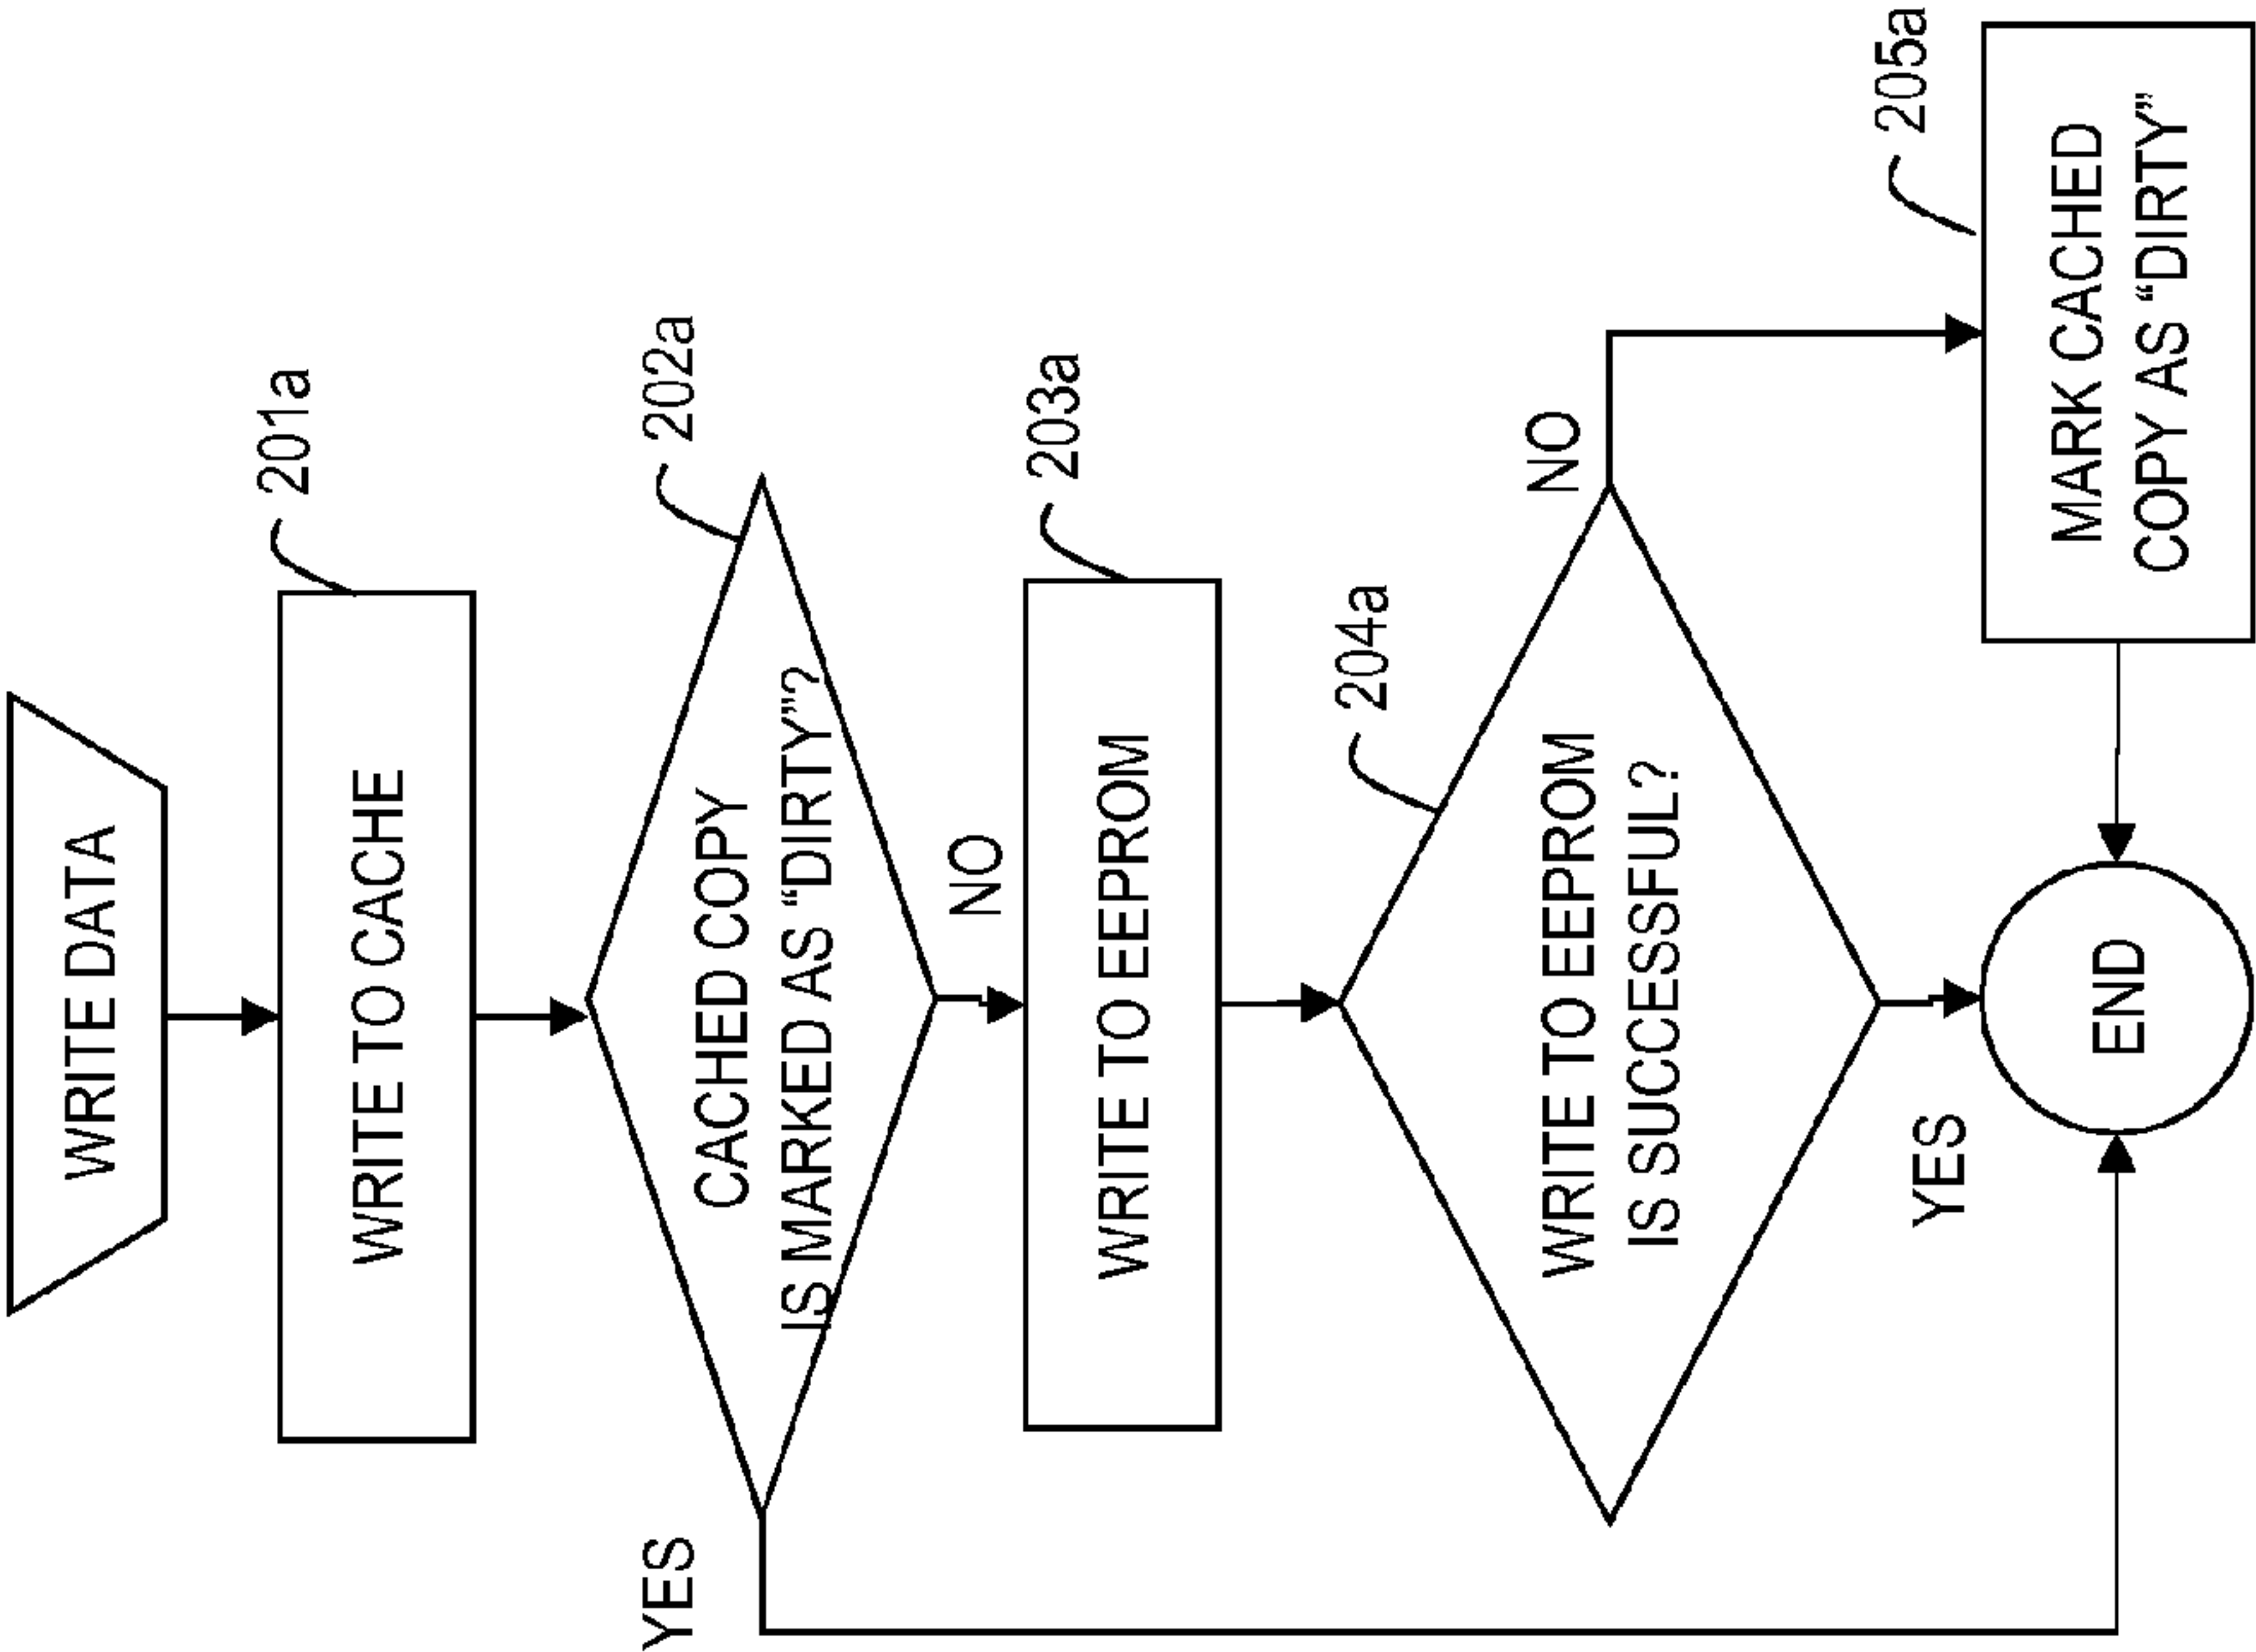 WRITE DATA
201a
WRITE TO CACHE
202a
CACHED COPY
IS MARKED AS “DIRTY”?
YES
NO
203a
WRITE TO EEPROM
204a
WRITE TO EEPROM
IS SUCCESSFUL?
NO
YES
205a
MARK CACHED
COPY AS “DIRTY”
END